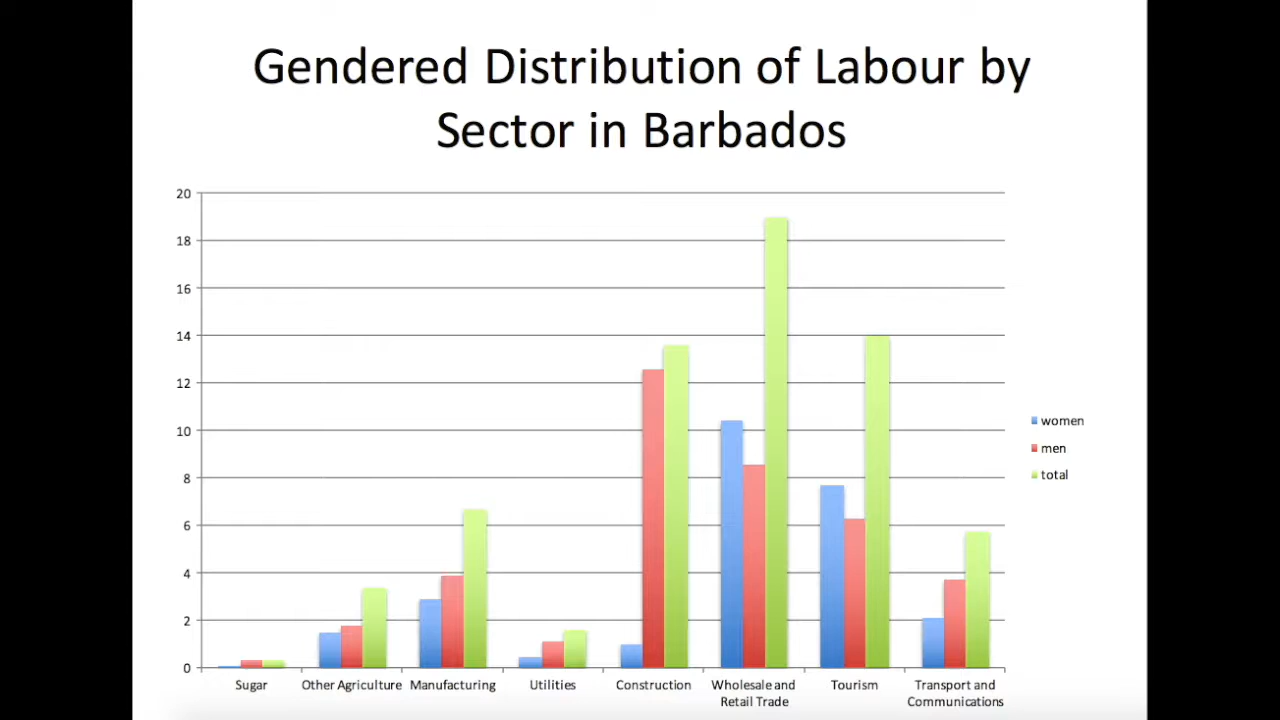 Gendered Distribution of Labour by
Sector in Barbados
20
18
16
14
12
10
8
6
4
2
0
women
men
total
Sugar
Other Agriculture
Manufacturing
Utilities
Construction
Wholesale and
Retail Trade
Tourism
Transport and
Communications